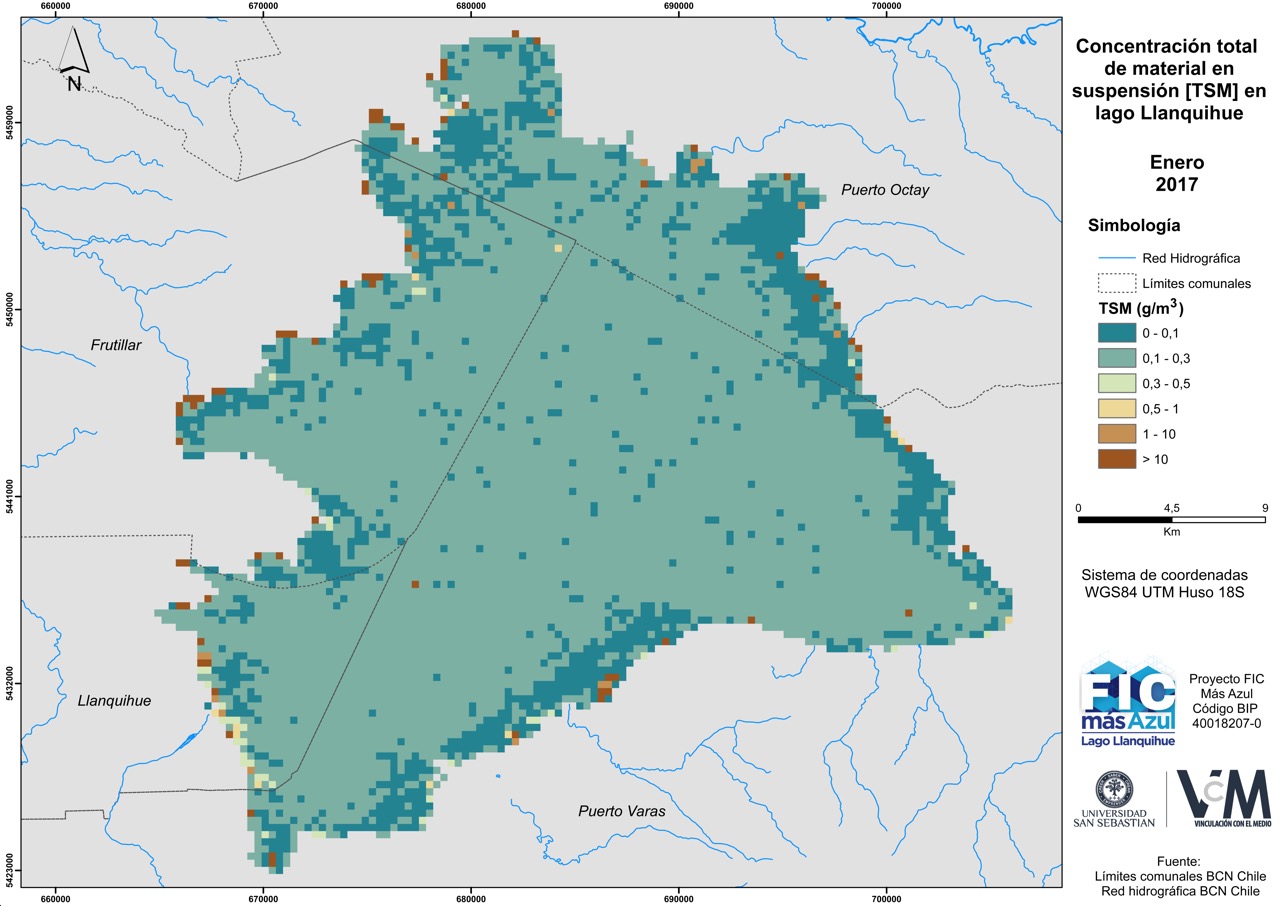 660000
670000
680000
690000
700000
N
5459000
5450000
5441000
5432000
5423000
Puerto Octay
Frutillar
Llanquihue
Puerto Varas
660000
670000
680000
690000
700000
Concentración total
de material en
suspensión [TSM] en
lago Llanquihue
Enero
2017
Simbología
Red Hidrográfica
Límites comunales
TSM (g/m³)
0 - 0,1
0,1 - 0,3
0,3 - 0,5
0,5 - 1
1 - 10
> 10
0 4,5 9
Km
Sistema de coordenadas
WGS84 UTM Huso 18S
FIC
más Azul
Lago Llanquihue
Proyecto FIC
Más Azul
Código BIP
40018207-0
UNIVERSIDAD
SAN SEBASTIAN
VcM
VINCULACIÓN CON EL MEDIO
Fuente:
Límites comunales BCN Chile
Red hidrográfica BCN Chile